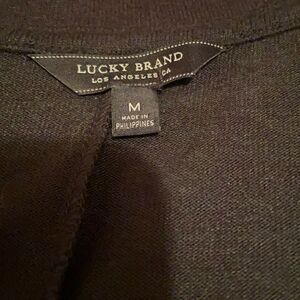 LUCKY BRAND
LOS ANGELES CA
M
MADE IN
PHILIPPINES